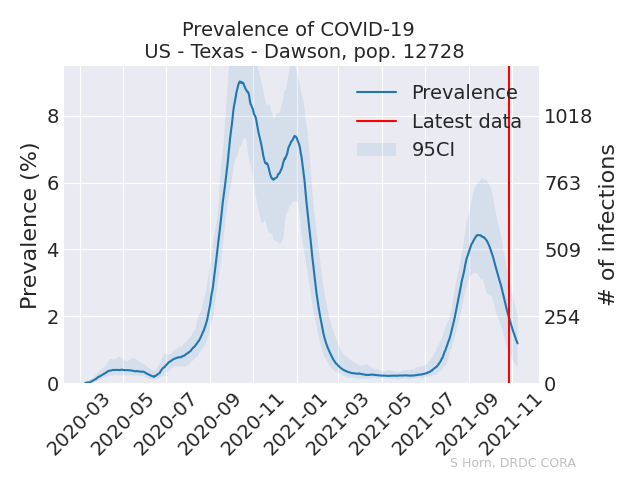 Prevalence of COVID-19
US - Texas - Dawson, pop. 12728
Prevalence
Latest data
95CI
Prevalence (%)
8
6
4
2
0
1018
763
509
254
0
# of infections
2020-03
2020-05
2020-07
2020-09
2020-11
2021-01
2021-03
2021-05
2021-07
2021-09
2021-11
S Horn, DRDC CORA